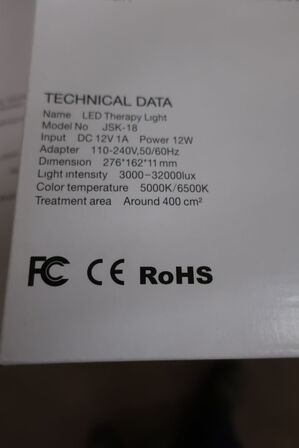 TECHNICAL DATA
Name LED Therapy Light
Model No JSK-18
Input DC 12V 1A Power 12W
Adapter 110-240V,50/60Hz
Dimension 276*162*11mm
Light intensity 3000-32000lux
Color temperature 5000K/6500K
Treatment area Around 400 cm²
FC CE RoHS